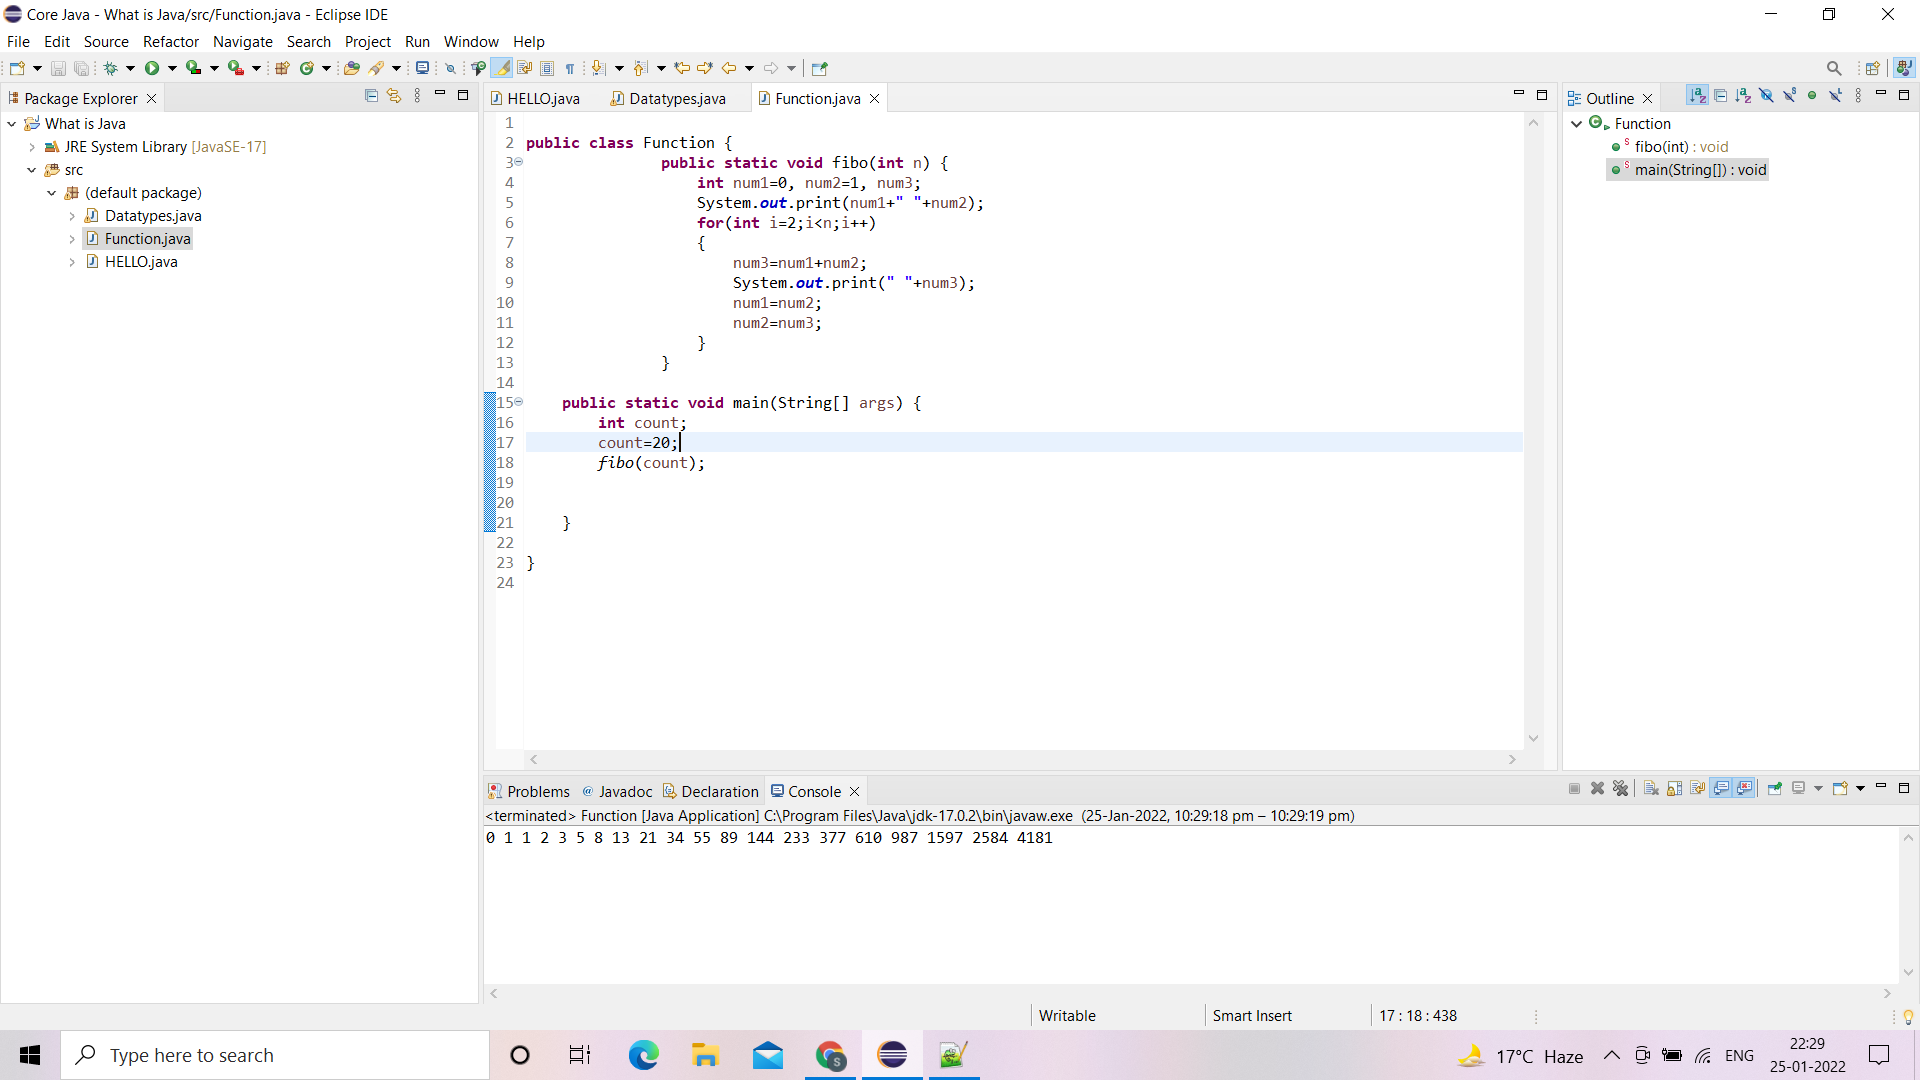 Core Java - What is Java/src/Function.java - Eclipse IDE
File Edit Source Refactor Navigate Search Project Run Window Help
Package Explorer
What is Java
JRE System Library [JavaSE-17]
src
(default package)
Datatypes.java
Function.java
HELLO.java
HELLO.java Datatypes.java Function.java
1
2 public class Function {
3 public static void fibo(int n) {
4 int num1=0, num2=1, num3;
5 System.out.print(num1+" "+num2);
6 for(int i=2;i<n;i++)
7 {
8 num3=num1+num2;
9 System.out.print(" "+num3);
10 num1=num2;
11 num2=num3;
12 }
13 }
14
15 public static void main(String[] args) {
16 int count;
17 count=20;
18 fibo(count);
19
20
21 }
22
23 }
24
Outline
Function
fibo(int) : void
main(String[]) : void
Problems @ Javadoc Declaration Console
<terminated> Function [Java Application] C:\Program Files\Java\jdk-17.0.2\bin\javaw.exe (25-Jan-2022, 10:29:18 pm – 10:29:19 pm)
0 1 1 2 3 5 8 13 21 34 55 89 144 233 377 610 987 1597 2584 4181
Writable Smart Insert 17 : 18 : 438
Type here to search
S
17°C Haze
ENG
22:29
25-01-2022